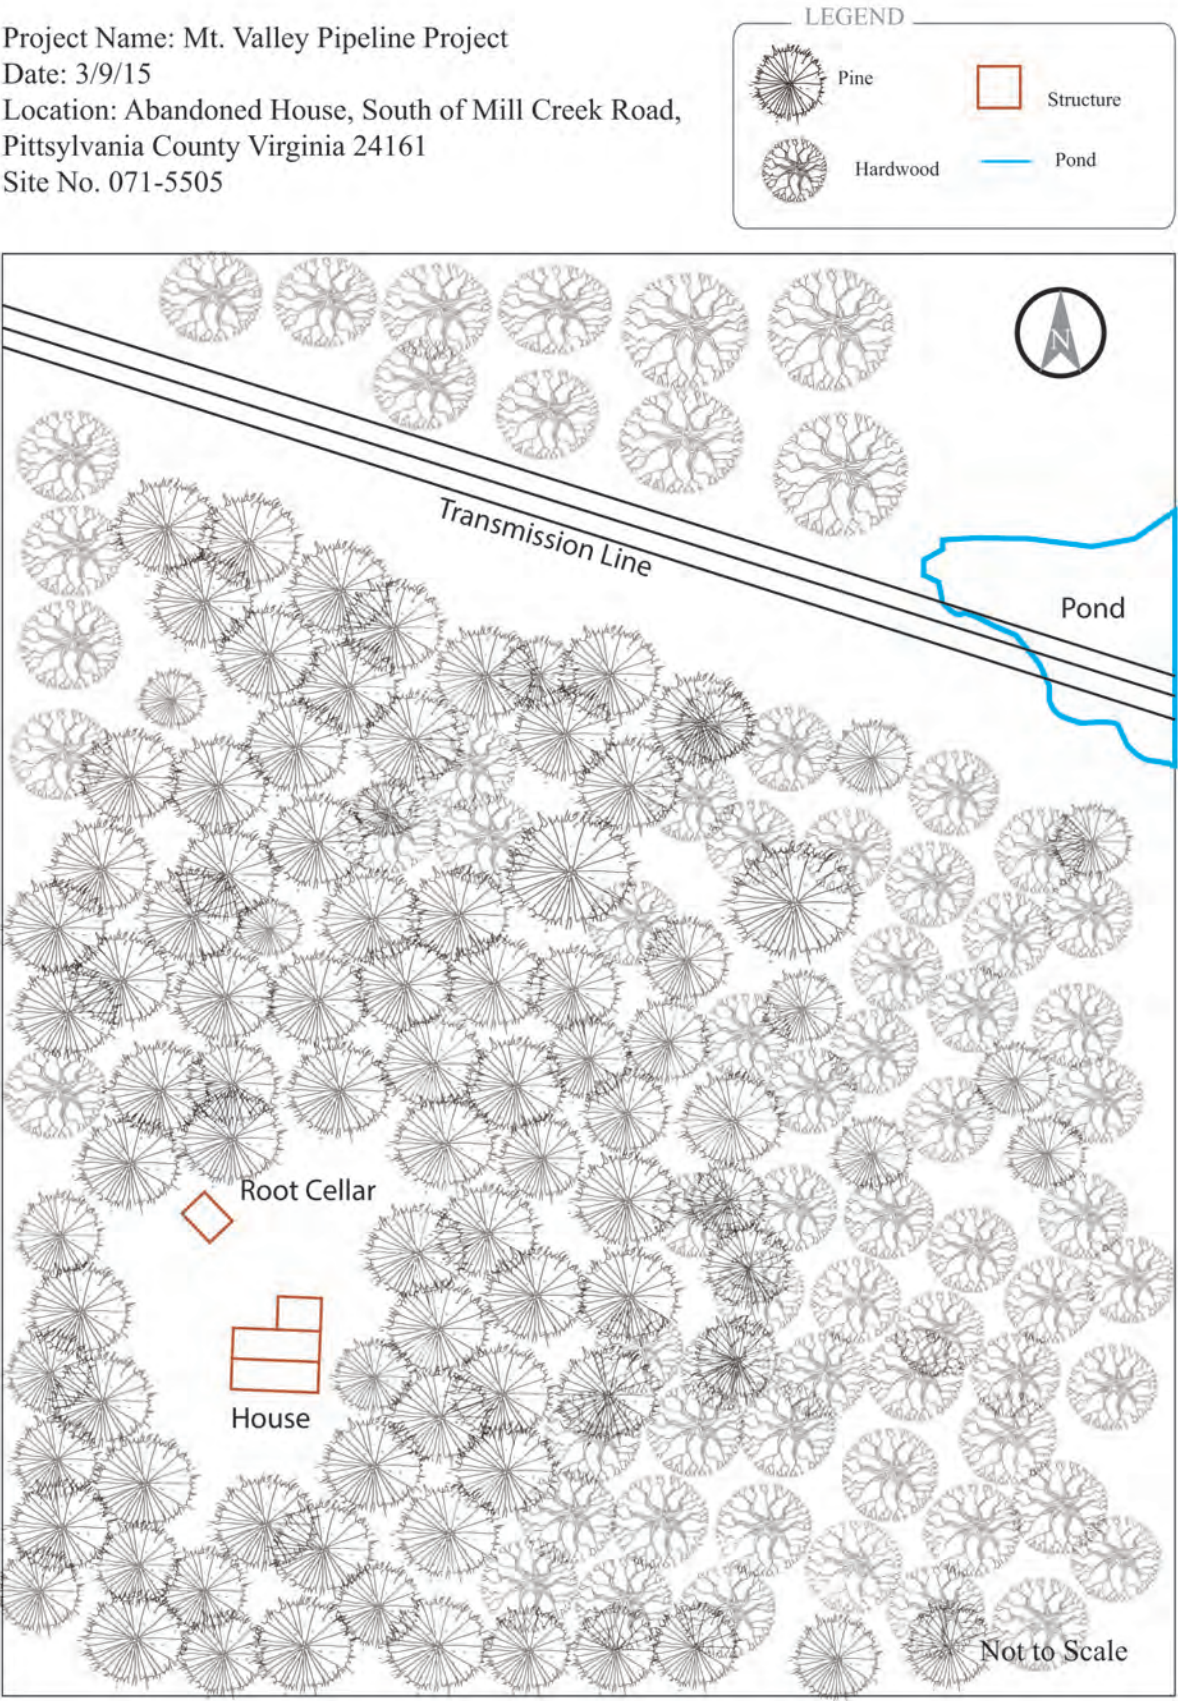 Project Name: Mt. Valley Pipeline Project
Date: 3/9/15
Location: Abandoned House, South of Mill Creek Road,
Pittsylvania County Virginia 24161
Site No. 071-5505
LEGEND
Pine
Structure
Hardwood
Pond
N
Transmission Line
Pond
Root Cellar
House
Not to Scale